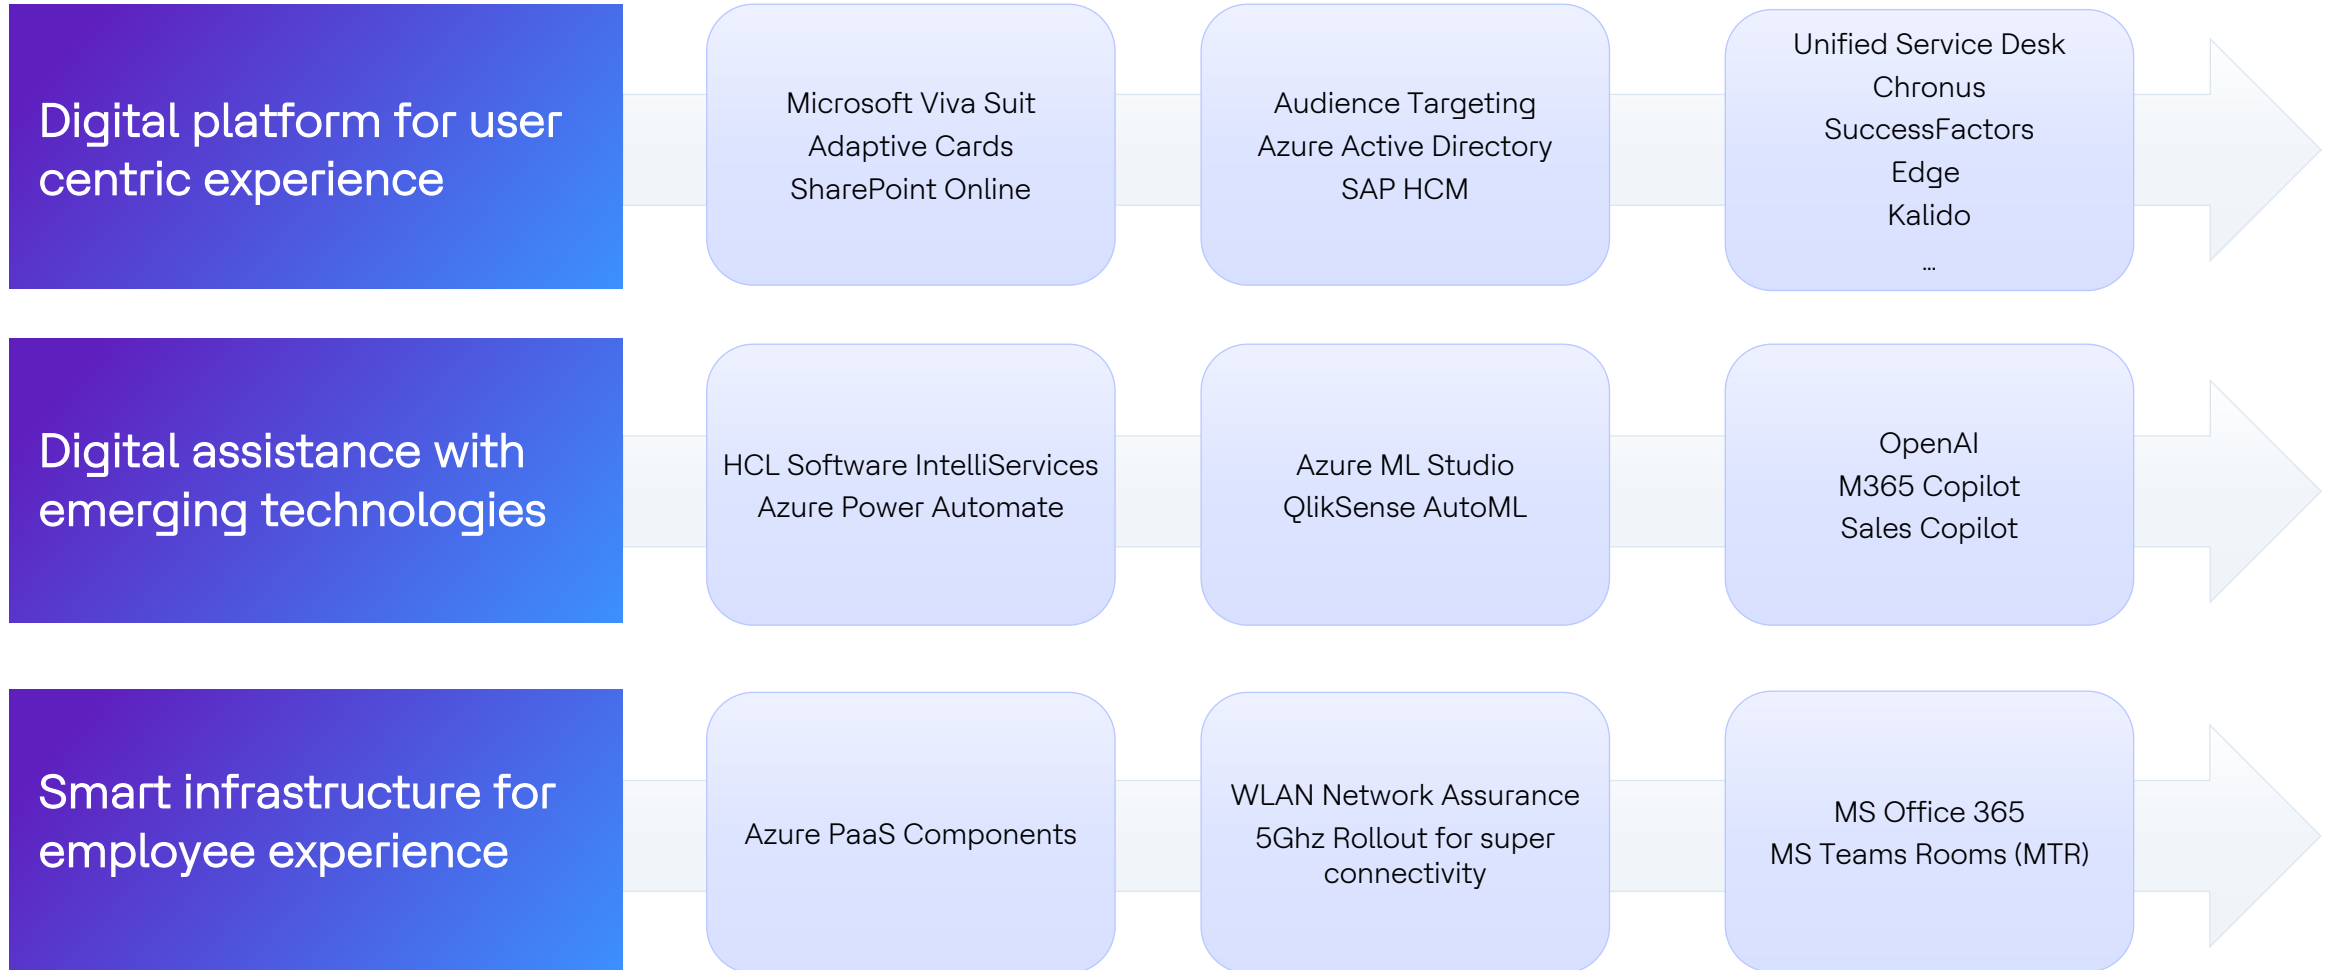 Digital platform for user
centric experience
Microsoft Viva Suit
Adaptive Cards
SharePoint Online
Audience Targeting
Azure Active Directory
SAP HCM
Unified Service Desk
Chronus
SuccessFactors
Edge
Kalido
...
Digital assistance with
emerging technologies
HCL Software IntelliServices
Azure Power Automate
Azure ML Studio
QlikSense AutoML
OpenAI
M365 Copilot
Sales Copilot
Smart infrastructure for
employee experience
Azure PaaS Components
WLAN Network Assurance
5Ghz Rollout for super
connectivity
MS Office 365
MS Teams Rooms (MTR)